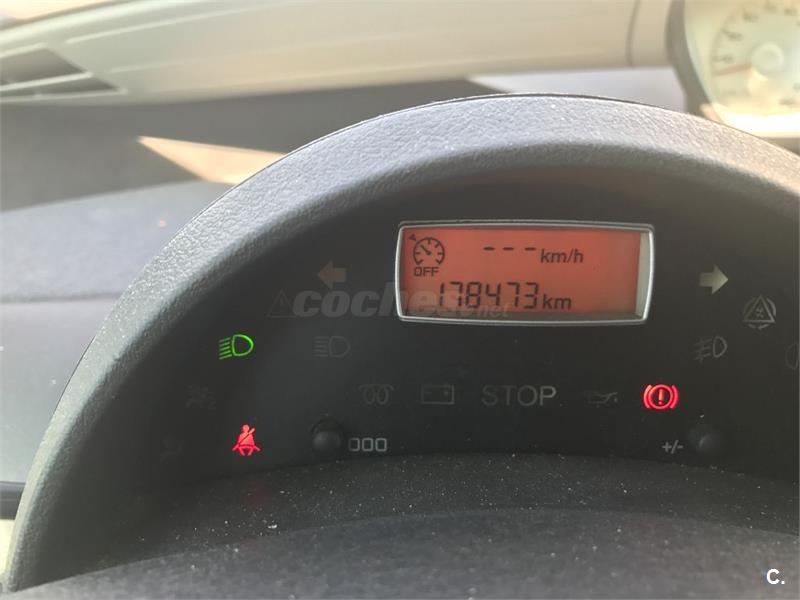 --- km/h
OFF
178473 km
coches.net
STOP
000
+/-
C.